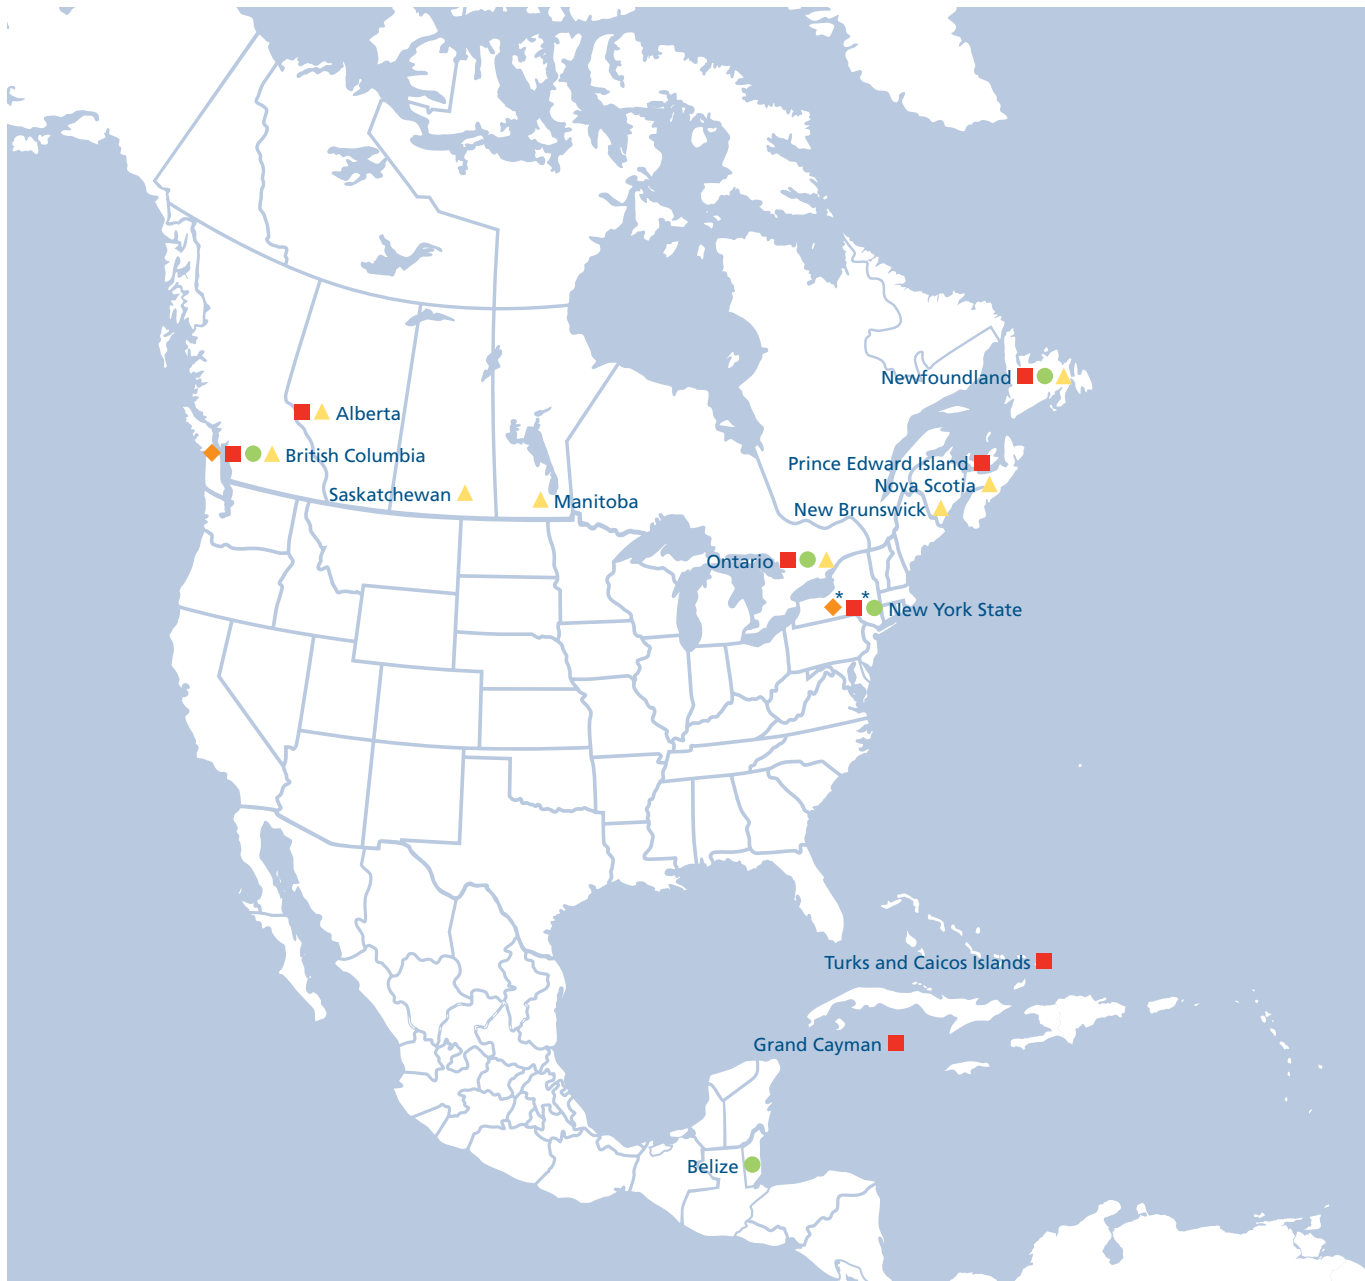 Newfoundland
Alberta
British Columbia
Prince Edward Island
Nova Scotia
Saskatchewan
Manitoba
New Brunswick
Ontario
* *
New York State
Turks and Caicos Islands
Grand Cayman
Belize